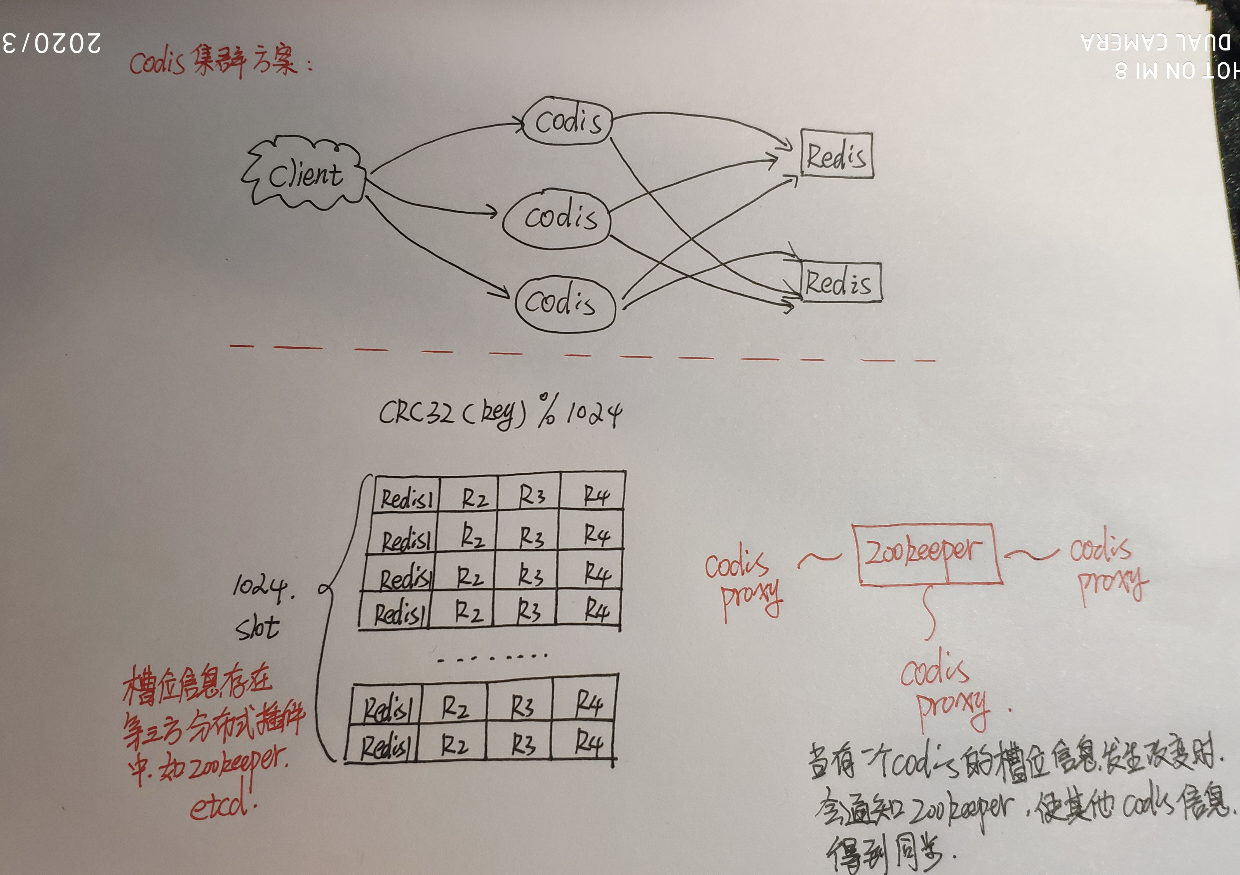 2020/3
SHOT ON MI 8
DUAL CAMERA
codis 集群方案:
Client
codis
codis
codis
Redis
Redis
CRC32 (key) % 1024
1024.
slot
Redis1 R2 R3 R4
Redis1 R2 R3 R4
Redis1 R2 R3 R4
Redis1 R2 R3 R4
........
Redis1 R2 R3 R4
Redis1 R2 R3 R4
槽位信息存在
第三方分布式插件
中.如zookeeper.
etcd.
zookeeper
codis
proxy
codis
proxy
codis
proxy.
当有一个codis的槽位信息发生改变时.
会通知zookeeper,使其他codis信息.
得到同步.